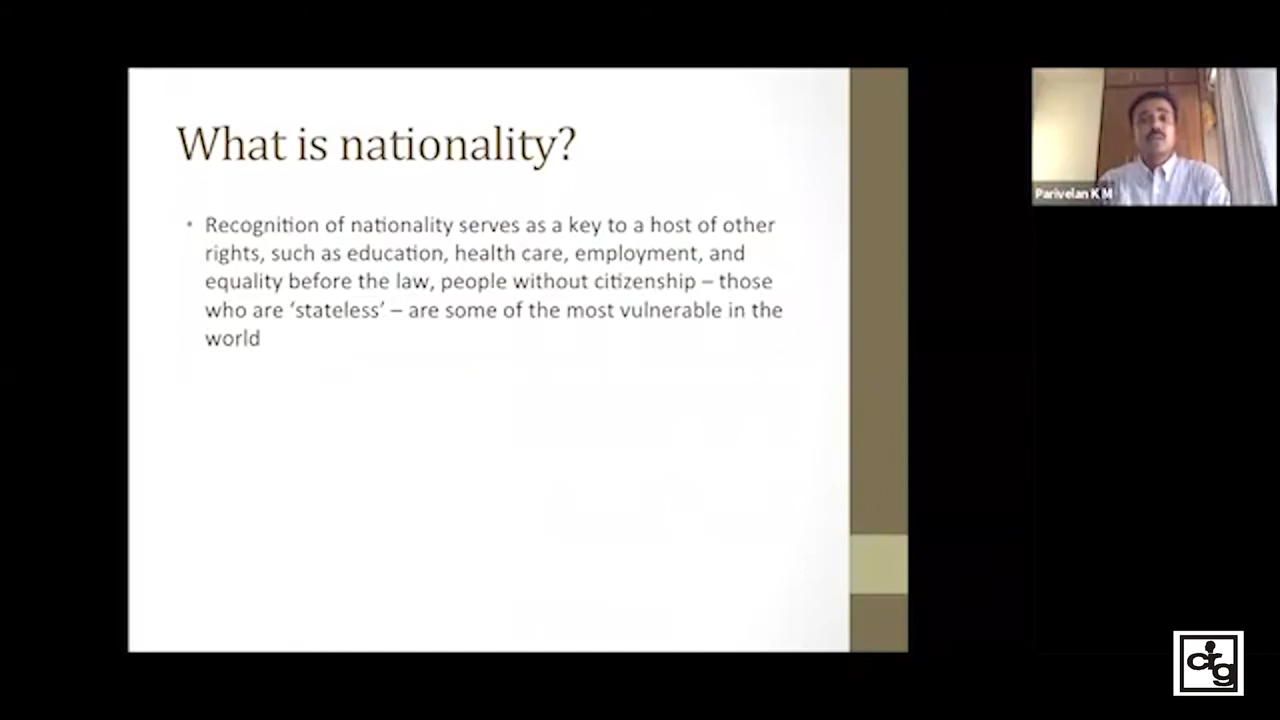 What is nationality?
• Recognition of nationality serves as a key to a host of other
rights, such as education, health care, employment, and
equality before the law, people without citizenship – those
who are ‘stateless’ – are some of the most vulnerable in the
world
Parivelan K M
crg